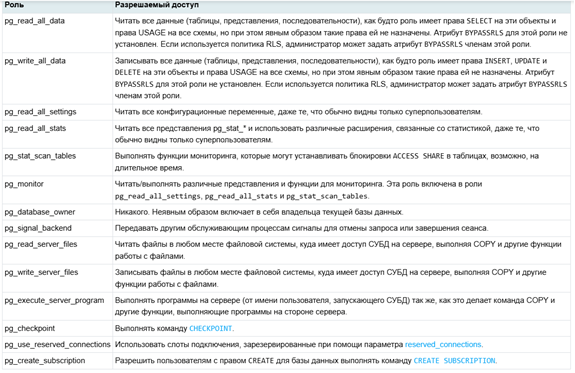 Роль Разрешаемый доступ
pg_read_all_data Читать все данные (таблицы, представления, последовательности), как будто роль имеет права SELECT на эти объекты и
права USAGE на все схемы, но при этом явным образом такие права ей не назначены. Атрибут BYPASSRLS для этой роли не
установлен. Если используется политика RLS, администратор может задать атрибут BYPASSRLS членам этой роли.
pg_write_all_data Записывать все данные (таблицы, представления, последовательности), как будто роль имеет права INSERT, UPDATE и
DELETE на эти объекты и права USAGE на все схемы, но при этом явным образом такие права ей не назначены. Атрибут
BYPASSRLS для этой роли не установлен. Если используется политика RLS, администратор может задать атрибут BYPASSRLS
членам этой роли.
pg_read_all_settings Читать все конфигурационные переменные, даже те, что обычно видны только суперпользователям.
pg_read_all_stats Читать все представления pg_stat_* и использовать различные расширения, связанные со статистикой, даже те, что
обычно видны только суперпользователям.
pg_stat_scan_tables Выполнять функции мониторинга, которые могут устанавливать блокировки ACCESS SHARE в таблицах, возможно, на
длительное время.
pg_monitor Читать/выполнять различные представления и функции для мониторинга. Эта роль включена в роли
pg_read_all_settings, pg_read_all_stats и pg_stat_scan_tables.
pg_database_owner Никакого. Неявным образом включает в себя владельца текущей базы данных.
pg_signal_backend Передавать другим обслуживающим процессам сигналы для отмены запроса или завершения сеанса.
pg_read_server_files Читать файлы в любом месте файловой системы, куда имеет доступ СУБД на сервере, выполняя COPY и другие функции
работы с файлами.
pg_write_server_files Записывать файлы в любом месте файловой системы, куда имеет доступ СУБД на сервере, выполняя COPY и другие
функции работы с файлами.
pg_execute_server_program Выполнять программы на сервере (от имени пользователя, запускающего СУБД) так же, как это делает команда COPY и
другие функции, выполняющие программы на стороне сервера.
pg_checkpoint Выполнять команду CHECKPOINT.
pg_use_reserved_connections Использовать слоты подключения, зарезервированные при помощи параметра reserved_connections.
pg_create_subscription Разрешить пользователям с правом CREATE для базы данных выполнять команду CREATE SUBSCRIPTION.